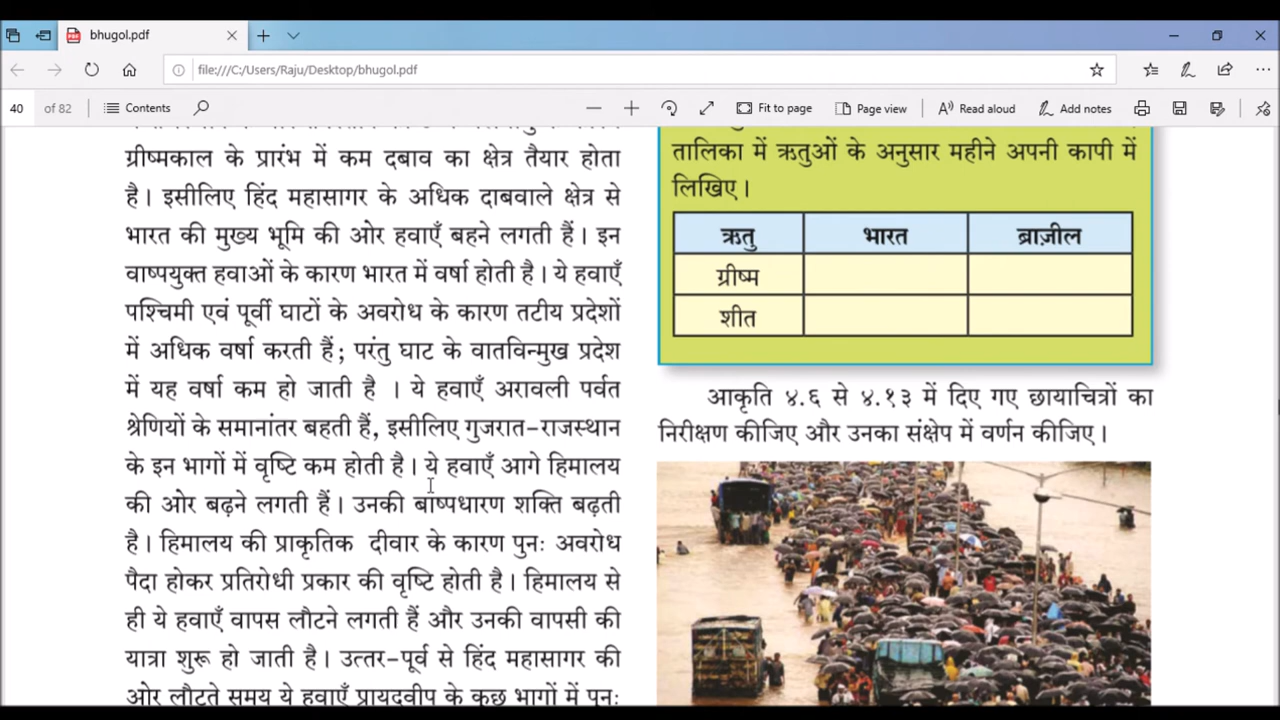 bhugol.pdf
file:///C:/Users/Raju/Desktop/bhugol.pdf
40 of 82 Contents Fit to page Page view Read aloud Add notes
ग्रीष्मकाल के प्रारंभ में कम दबाव का क्षेत्र तैयार होता
है। इसीलिए हिंद महासागर के अधिक दाबवाले क्षेत्र से
भारत की मुख्य भूमि की ओर हवाएँ बहने लगती हैं। इन
वाष्पयुक्त हवाओं के कारण भारत में वर्षा होती है। ये हवाएँ
पश्चिमी एवं पूर्वी घाटों के अवरोध के कारण तटीय प्रदेशों
में अधिक वर्षा करती हैं; परंतु घाट के वातविन्मुख प्रदेश
में यह वर्षा कम हो जाती है । ये हवाएँ अरावली पर्वत
श्रेणियों के समानांतर बहती हैं, इसीलिए गुजरात-राजस्थान
के इन भागों में वृष्टि कम होती है। ये हवाएँ आगे हिमालय
की ओर बढ़ने लगती हैं। उनकी बाष्पधारण शक्ति बढ़ती
है। हिमालय की प्राकृतिक दीवार के कारण पुनः अवरोध
पैदा होकर प्रतिरोधी प्रकार की वृष्टि होती है। हिमालय से
ही ये हवाएँ वापस लौटने लगती हैं और उनकी वापसी की
यात्रा शुरू हो जाती है। उत्तर-पूर्व से हिंद महासागर की
ओर लौटते समय ये हवाएँ प्रायद्वीप के कुछ भागों में पुनः
तालिका में ऋतुओं के अनुसार महीने अपनी कापी में
लिखिए।
ऋतु भारत ब्राज़ील
ग्रीष्म
शीत
आकृति ४.६ से ४.१३ में दिए गए छायाचित्रों का
निरीक्षण कीजिए और उनका संक्षेप में वर्णन कीजिए।